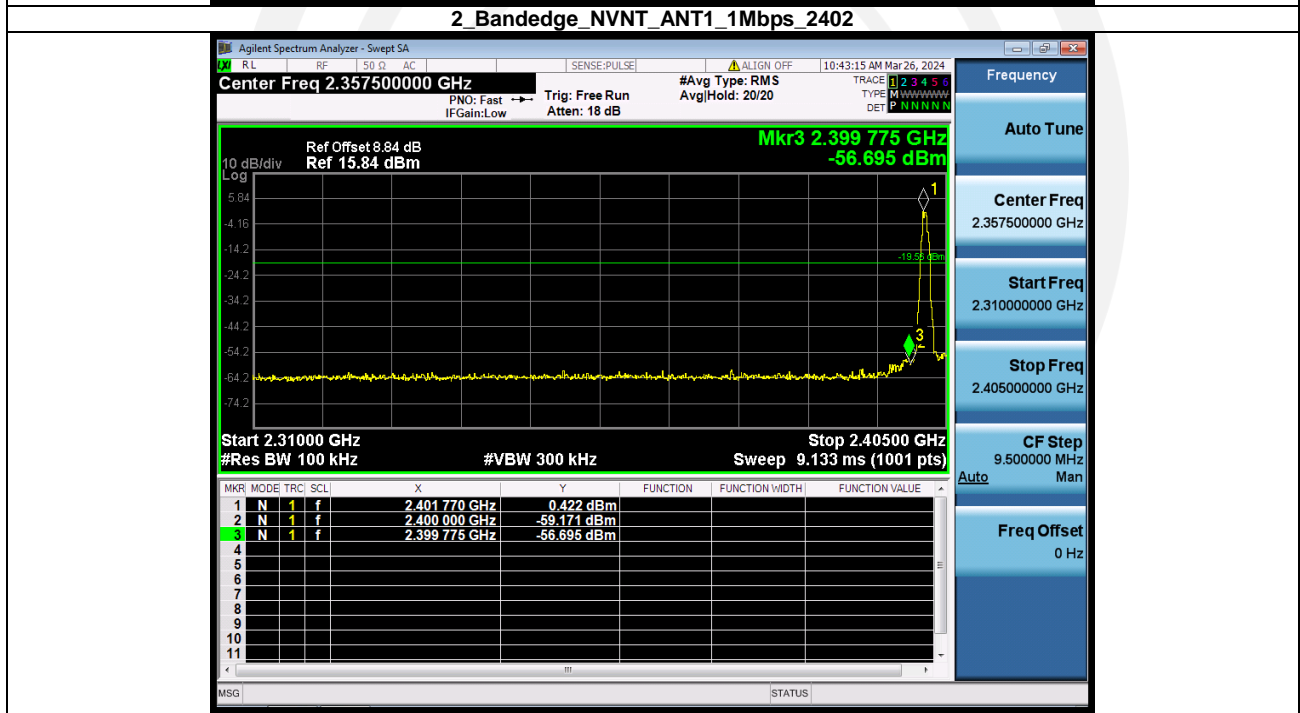 2_Bandedge_NVNT_ANT1_1Mbps_2402
Agilent Spectrum Analyzer - Swept SA
LXI RL RF 50 Ω AC SENSE:PULSE ALIGN OFF 10:43:15 AM Mar 26, 2024
Center Freq 2.357500000 GHz
PNO: Fast
IFGain:Low
Trig: Free Run
Atten: 18 dB
#Avg Type: RMS
Avg|Hold: 20/20
TRACE 1 2 3 4 5 6
TYPE MWWWWW
DET P N N N N N
Mkr3 2.399 775 GHz
-56.695 dBm
Ref Offset 8.84 dB
10 dB/div Ref 15.84 dBm
Log
1
5.84
-4.16
-14.2
-19.56 dBm
-24.2
-34.2
-44.2
3
2
-54.2
-64.2
-74.2
Start 2.31000 GHz Stop 2.40500 GHz
#Res BW 100 kHz #VBW 300 kHz Sweep 9.133 ms (1001 pts)
MKR MODE TRC SCL X Y FUNCTION FUNCTION WIDTH FUNCTION VALUE
1 N 1 f 2.401 770 GHz 0.422 dBm
2 N 1 f 2.400 000 GHz -59.171 dBm
3 N 1 f 2.399 775 GHz -56.695 dBm
4
5
6
7
8
9
10
11
MSG STATUS
Frequency
Auto Tune
Center Freq
2.357500000 GHz
Start Freq
2.310000000 GHz
Stop Freq
2.405000000 GHz
CF Step
9.500000 MHz
Auto Man
Freq Offset
0 Hz